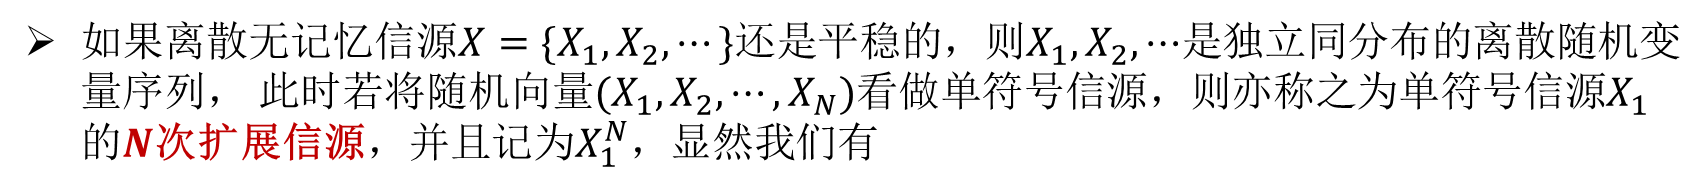 ➢ 如果离散无记忆信源X = {X₁, X₂, ⋯}还是平稳的，则X₁, X₂, ⋯是独立同分布的离散随机变
量序列， 此时若将随机向量(X₁, X₂, ⋯, X_N)看做单符号信源，则亦称之为单符号信源X₁
的N次扩展信源，并且记为X₁ᴺ，显然我们有